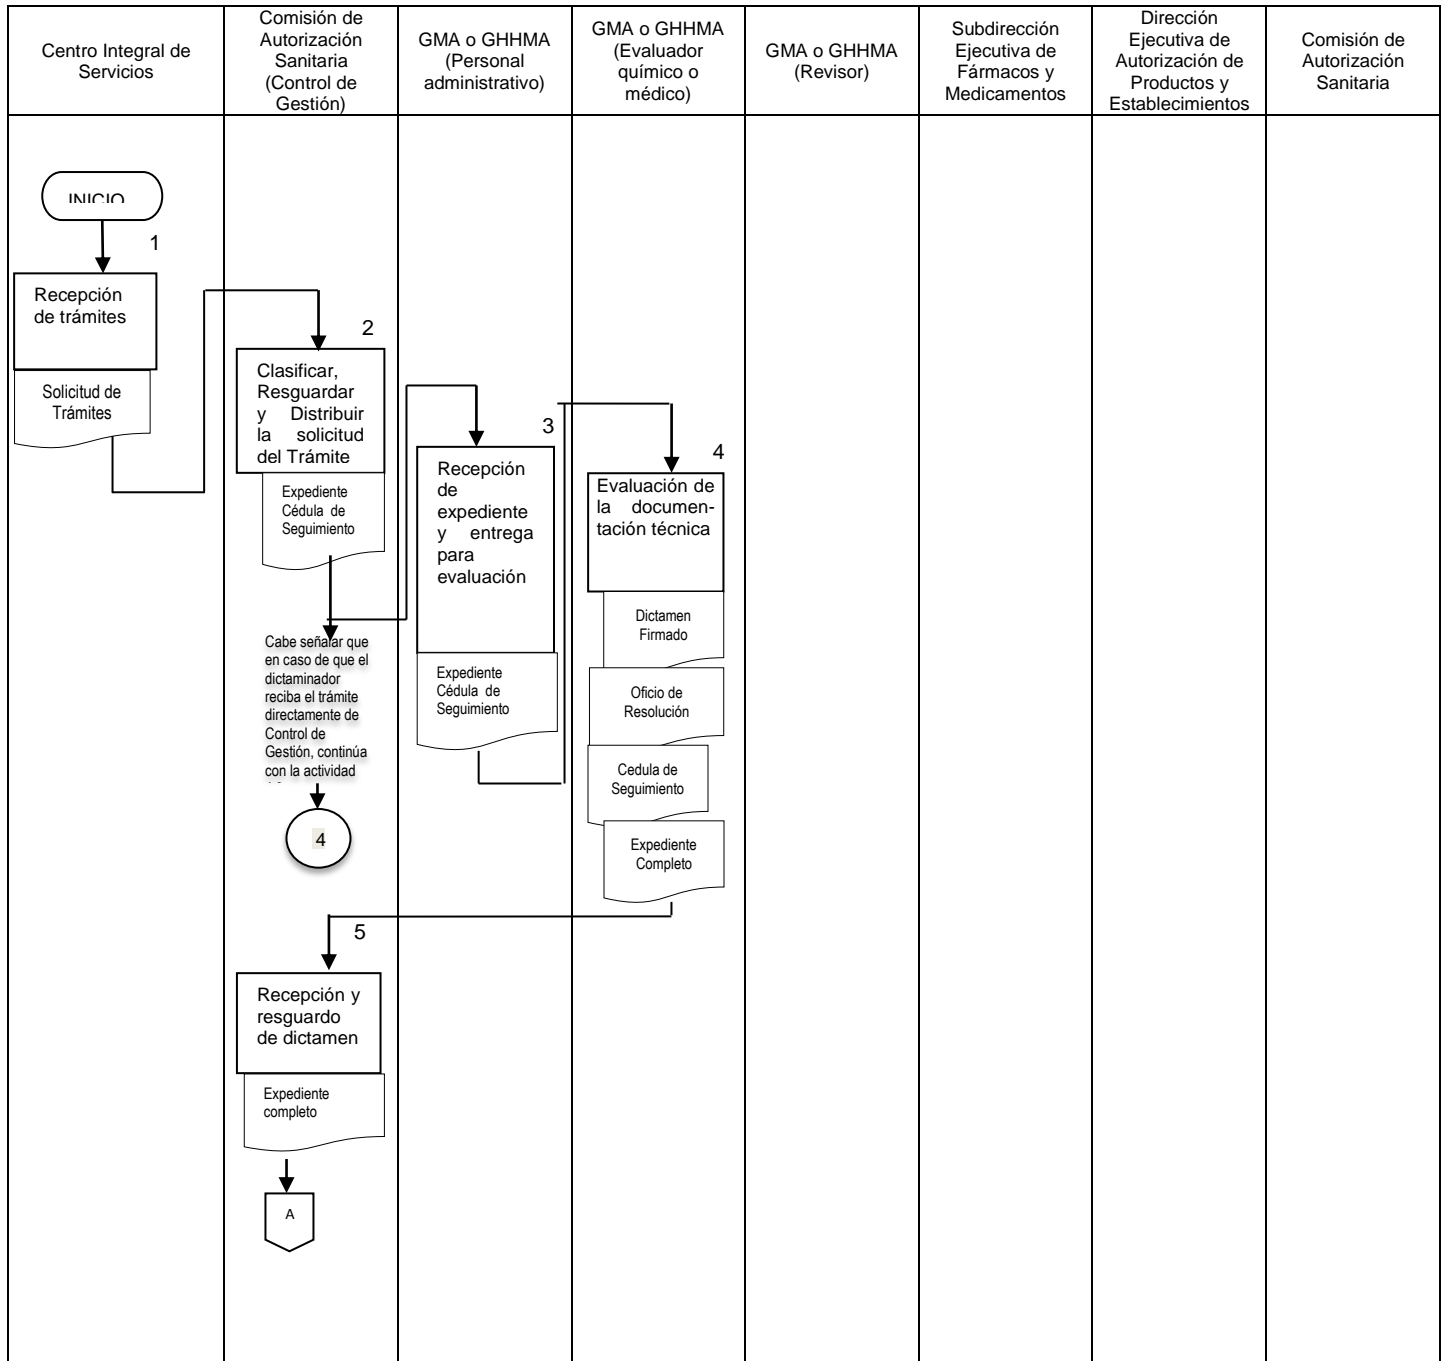 Centro Integral de
Servicios
Comisión de
Autorización
Sanitaria
(Control de
Gestión)
GMA o GHHMA
(Personal
administrativo)
GMA o GHHMA
(Evaluador
químico o
médico)
GMA o GHHMA
(Revisor)
Subdirección
Ejecutiva de
Fármacos y
Medicamentos
Dirección
Ejecutiva de
Autorización de
Productos y
Establecimientos
Comisión de
Autorización
Sanitaria
INICIO
1
Recepción
de trámites
Solicitud de
Trámites
2
Clasificar,
Resguardar
y Distribuir
la solicitud
del Trámite
Expediente
Cédula de
Seguimiento
Cabe señalar que
en caso de que el
dictaminador
reciba el trámite
directamente de
Control de
Gestión, continúa
con la actividad
4
3
Recepción
de
expediente
y entrega
para
evaluación
Expediente
Cédula de
Seguimiento
4
Evaluación de
la documen-
tación técnica
Dictamen
Firmado
Oficio de
Resolución
Cedula de
Seguimiento
Expediente
Completo
5
Recepción y
resguardo
de dictamen
Expediente
completo
A